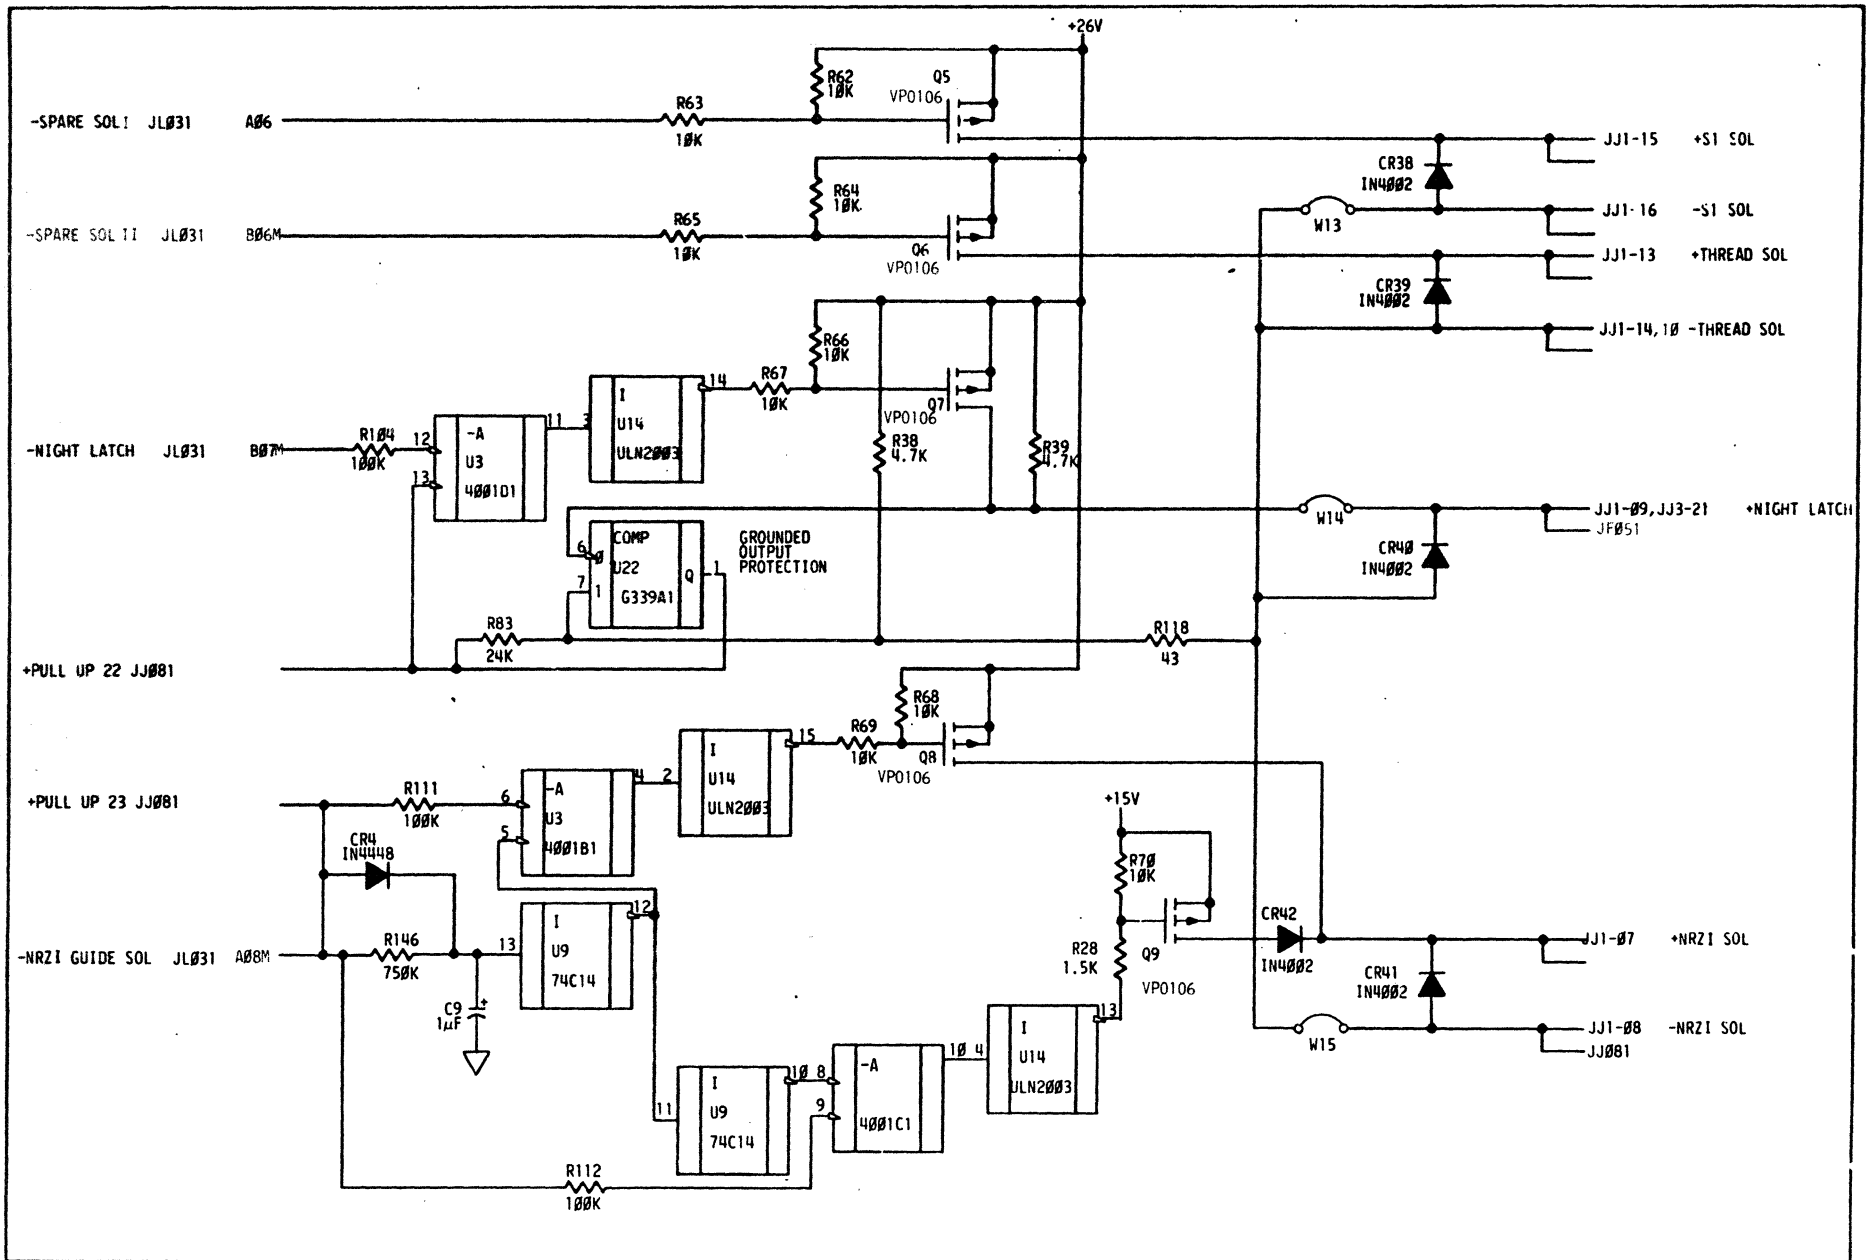 +26V
R62
10K
Q5
VP0106
-SPARE SOL I JLØ31 AØ6
R63
1ØK
JJ1-15 +S1 SOL
CR38
IN4ØØ2
R64
1ØK
JJ1-16 -S1 SOL
W13
-SPARE SOL II JLØ31 BØ6M
R65
1ØK
Q6
VP0106
JJ1-13 +THREAD SOL
CR39
IN4ØØ2
JJ1-14,1Ø -THREAD SOL
R66
1ØK
R67
1ØK
Q7
VP0106
I
U14
ULN2ØØ3
14
3
11
-A
U3
4ØØ1D1
12
13
-NIGHT LATCH JLØ31 BØ7M
R1Ø4
1ØØK
R38
4.7K
R39
4.7K
W14
JJ1-Ø9,JJ3-21 +NIGHT LATCH
JFØ51
CR4Ø
IN4ØØ2
6
Ø
COMP
U22
G339A1
7
1
Q
1
GROUNDED
OUTPUT
PROTECTION
R83
24K
R118
43
+PULL UP 22 JJØ81
R68
1ØK
R69
1ØK
Q8
VP0106
I
U14
ULN2ØØ3
15
2
4
-A
U3
4ØØ1B1
6
5
+PULL UP 23 JJØ81
R111
1ØØK
CR4
IN4448
+15V
R7Ø
1ØK
R28
1.5K
Q9
VP0106
CR42
IN4ØØ2
JJ1-Ø7 +NRZI SOL
CR41
IN4ØØ2
-NRZI GUIDE SOL JLØ31 AØ8M
R146
750K
C9
1μF
+
13
I
U9
74C14
12
W15
JJ1-Ø8 -NRZI SOL
JJØ81
11
I
U9
74C14
1Ø 8
9
-A
4ØØ1C1
1Ø 4
I
U14
ULN2ØØ3
13
R112
1ØØK